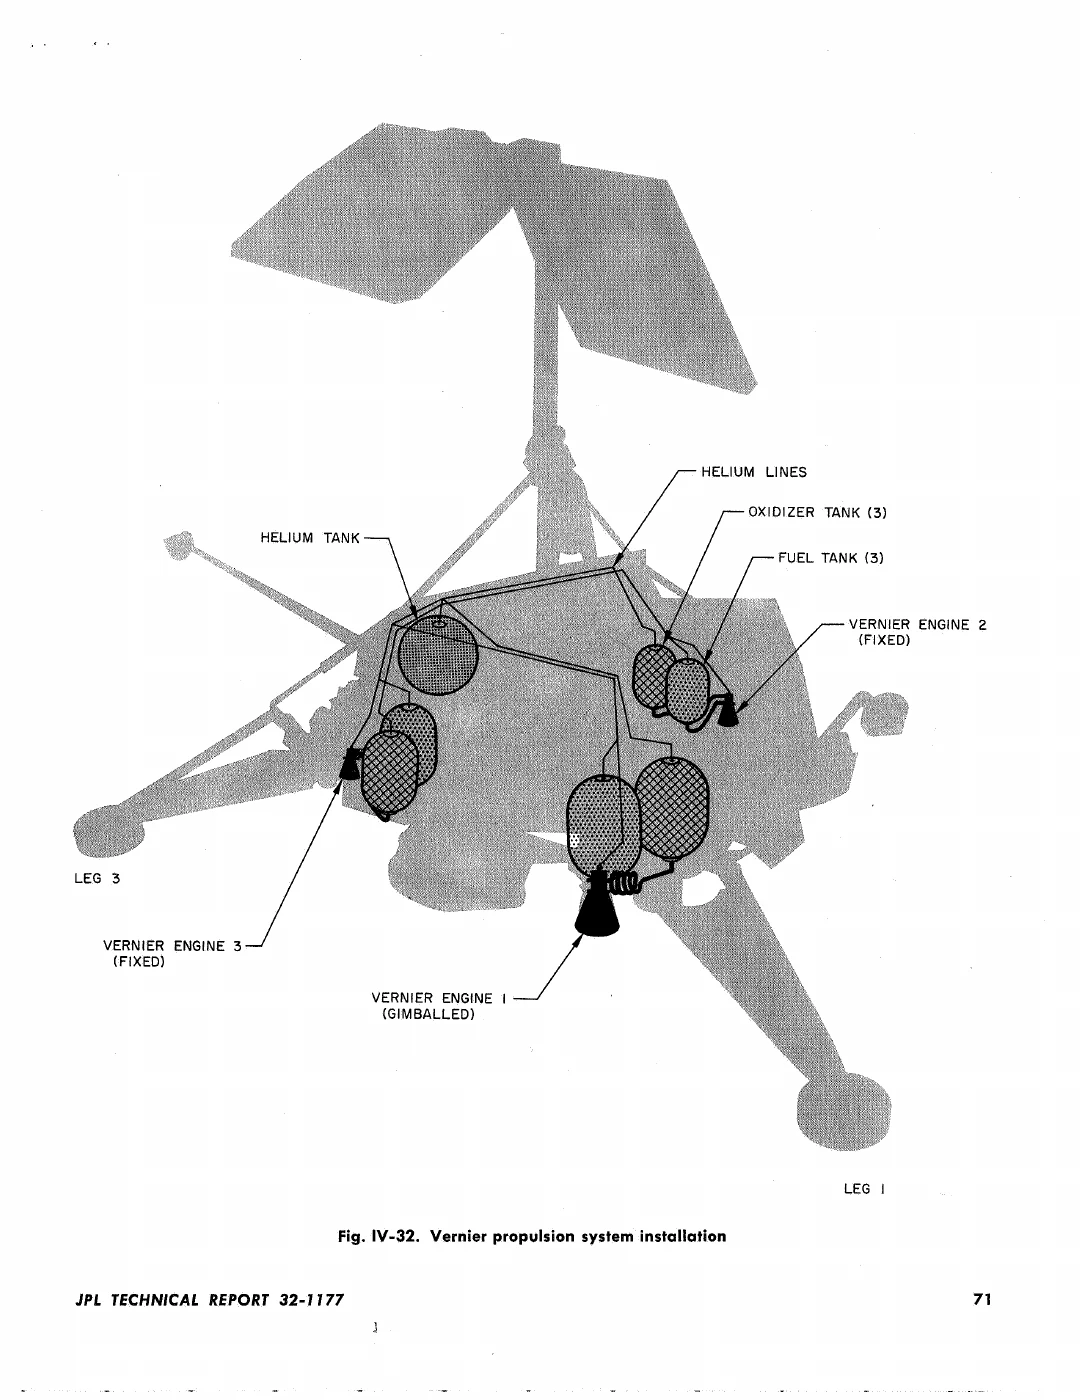 HELIUM LINES
OXIDIZER TANK (3)
HELIUM TANK
FUEL TANK (3)
VERNIER ENGINE 2
(FIXED)
LEG 3
VERNIER ENGINE 3
(FIXED)
VERNIER ENGINE 1
(GIMBALLED)
LEG 1
Fig. IV-32. Vernier propulsion system installation
JPL TECHNICAL REPORT 32-1177
71